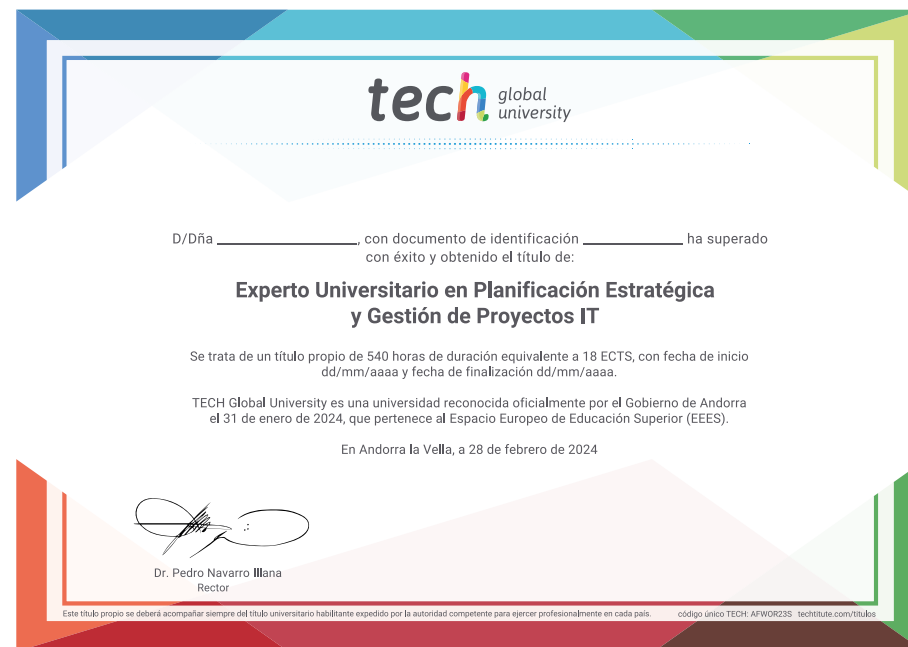 tech global university
D/Dña ____________________, con documento de identificación ______________ ha superado
con éxito y obtenido el título de:
Experto Universitario en Planificación Estratégica
y Gestión de Proyectos IT
Se trata de un título propio de 540 horas de duración equivalente a 18 ECTS, con fecha de inicio
dd/mm/aaaa y fecha de finalización dd/mm/aaaa.
TECH Global University es una universidad reconocida oficialmente por el Gobierno de Andorra
el 31 de enero de 2024, que pertenece al Espacio Europeo de Educación Superior (EEES).
En Andorra la Vella, a 28 de febrero de 2024
Dr. Pedro Navarro Illana
Rector
Este título propio se deberá acompañar siempre del título universitario habilitante expedido por la autoridad competente para ejercer profesionalmente en cada país. código único TECH: AFWOR23S techtitute.com/titulos